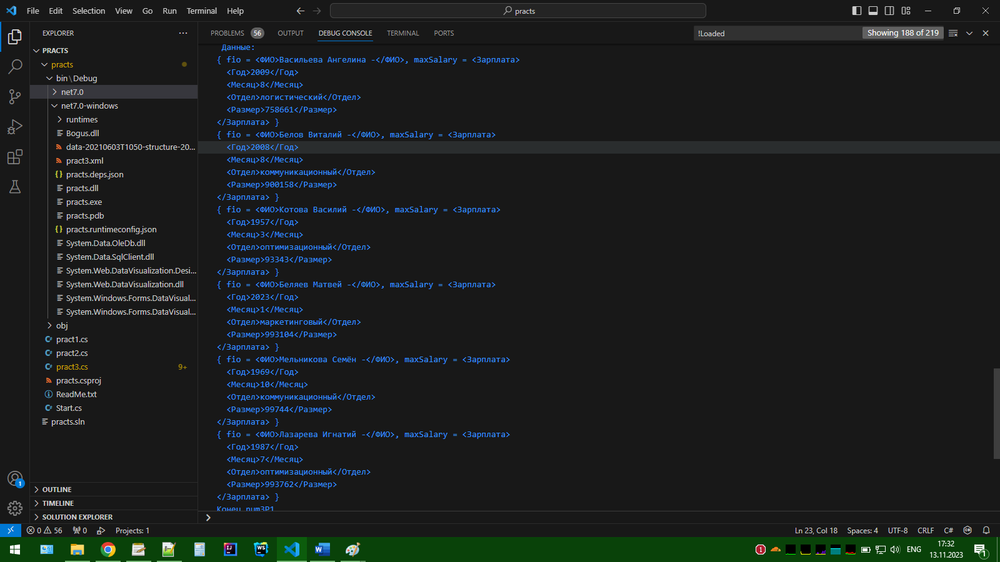 File Edit Selection View Go Run Terminal Help
practs
EXPLORER
PRACTS
practs
bin\Debug
net7.0
net7.0-windows
runtimes
Bogus.dll
data-20210603T1050-structure-20...
pract3.xml
practs.deps.json
practs.dll
practs.exe
practs.pdb
practs.runtimeconfig.json
System.Data.OleDb.dll
System.Data.SqlClient.dll
System.Web.DataVisualization.Desi...
System.Web.DataVisualization.dll
System.Windows.Forms.DataVisual...
System.Windows.Forms.DataVisual...
obj
pract1.cs
pract2.cs
pract3.cs 9+
practs.csproj
ReadMe.txt
Start.cs
practs.sln
OUTLINE
TIMELINE
SOLUTION EXPLORER
PROBLEMS 56 OUTPUT DEBUG CONSOLE TERMINAL PORTS
!Loaded Showing 188 of 219
Данные:
{ fio = <ФИО>Васильева Ангелина -</ФИО>, maxSalary = <Зарплата>
<Год>2009</Год>
<Месяц>8</Месяц>
<Отдел>логистический</Отдел>
<Размер>758661</Размер>
</Зарплата> }
{ fio = <ФИО>Белов Виталий -</ФИО>, maxSalary = <Зарплата>
<Год>2008</Год>
<Месяц>8</Месяц>
<Отдел>коммуникационный</Отдел>
<Размер>900158</Размер>
</Зарплата> }
{ fio = <ФИО>Котова Василий -</ФИО>, maxSalary = <Зарплата>
<Год>1957</Год>
<Месяц>3</Месяц>
<Отдел>оптимизационный</Отдел>
<Размер>93343</Размер>
</Зарплата> }
{ fio = <ФИО>Беляев Матвей -</ФИО>, maxSalary = <Зарплата>
<Год>2023</Год>
<Месяц>1</Месяц>
<Отдел>маркетинговый</Отдел>
<Размер>993104</Размер>
</Зарплата> }
{ fio = <ФИО>Мельникова Семён -</ФИО>, maxSalary = <Зарплата>
<Год>1969</Год>
<Месяц>10</Месяц>
<Отдел>коммуникационный</Отдел>
<Размер>99744</Размер>
</Зарплата> }
{ fio = <ФИО>Лазарева Игнатий -</ФИО>, maxSalary = <Зарплата>
<Год>1987</Год>
<Месяц>7</Месяц>
<Отдел>оптимизационный</Отдел>
<Размер>993762</Размер>
</Зарплата> }
Конец num3P1
1
0 56 0 Projects: 1
Ln 23, Col 18 Spaces: 4 UTF-8 CRLF C#
IJ WS W 1 ENG
17:32
13.11.2023
1